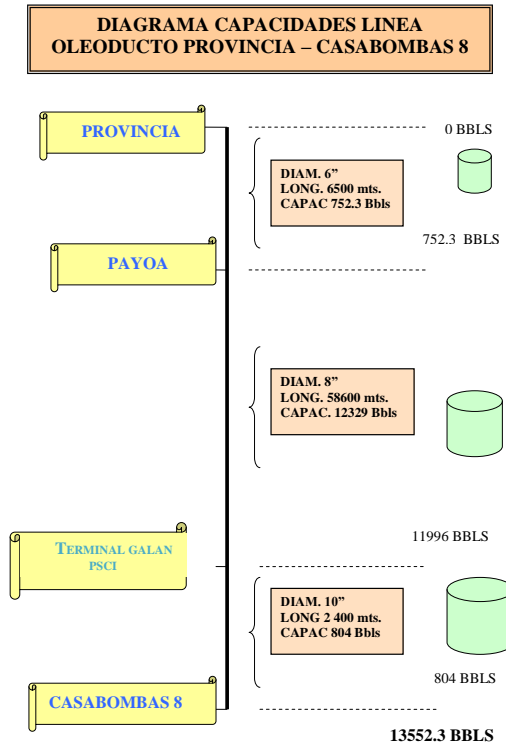 DIAGRAMA CAPACIDADES LINEA
OLEODUCTO PROVINCIA – CASABOMBAS 8
PROVINCIA
0 BBLS
DIAM. 6”
LONG. 6500 mts.
CAPAC 752.3 Bbls
752.3 BBLS
PAYOA
DIAM. 8”
LONG. 58600 mts.
CAPAC. 12329 Bbls
11996 BBLS
TERMINAL GALAN
PSCI
DIAM. 10”
LONG 2 400 mts.
CAPAC 804 Bbls
804 BBLS
CASABOMBAS 8
13552.3 BBLS